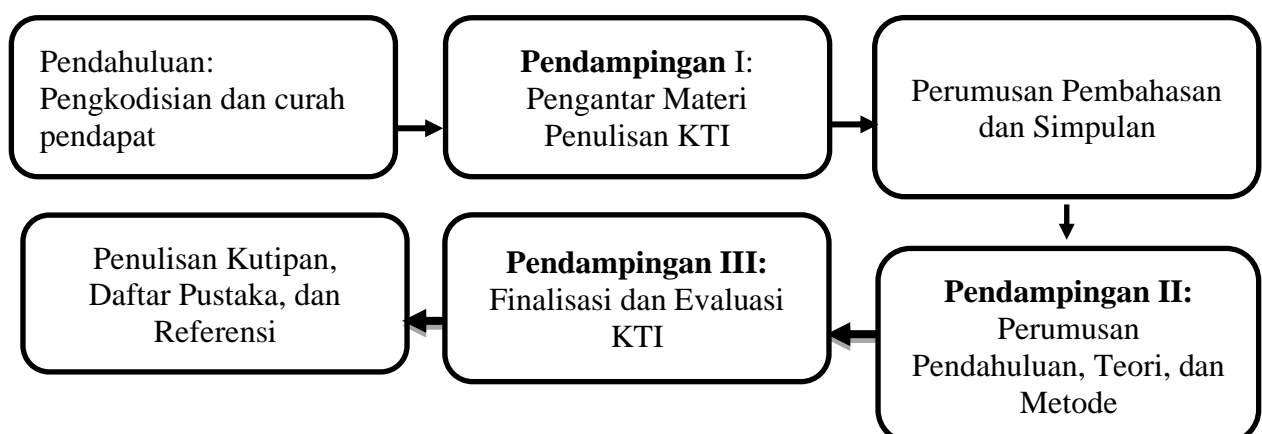 Pendahuluan:
Pengkodisian dan curah
pendapat
Pendampingan I:
Pengantar Materi
Penulisan KTI
Perumusan Pembahasan
dan Simpulan
Pendampingan II:
Perumusan
Pendahuluan, Teori, dan
Metode
Pendampingan III:
Finalisasi dan Evaluasi
KTI
Penulisan Kutipan,
Daftar Pustaka, dan
Referensi